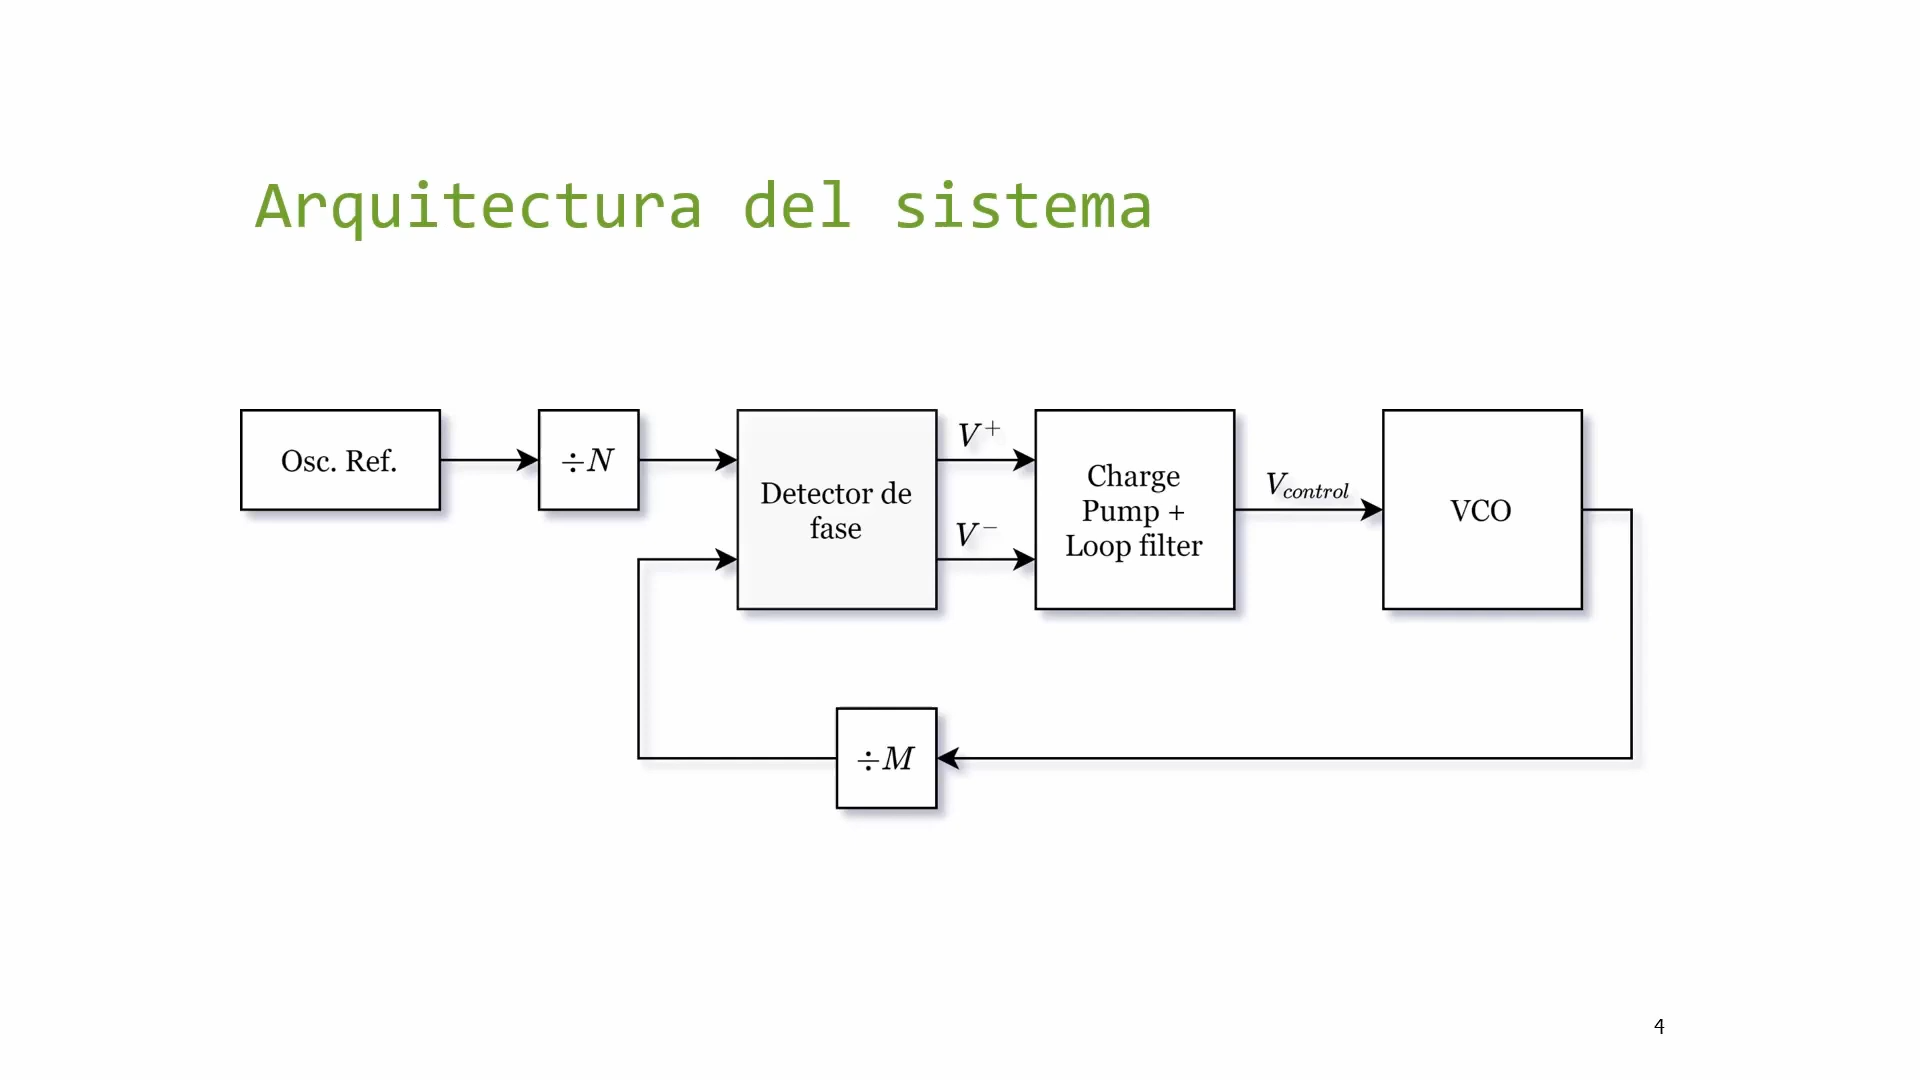 Arquitectura del sistema
Osc. Ref.
÷N
Detector de
fase
V+
V−
Charge
Pump +
Loop filter
Vcontrol
VCO
÷M
4